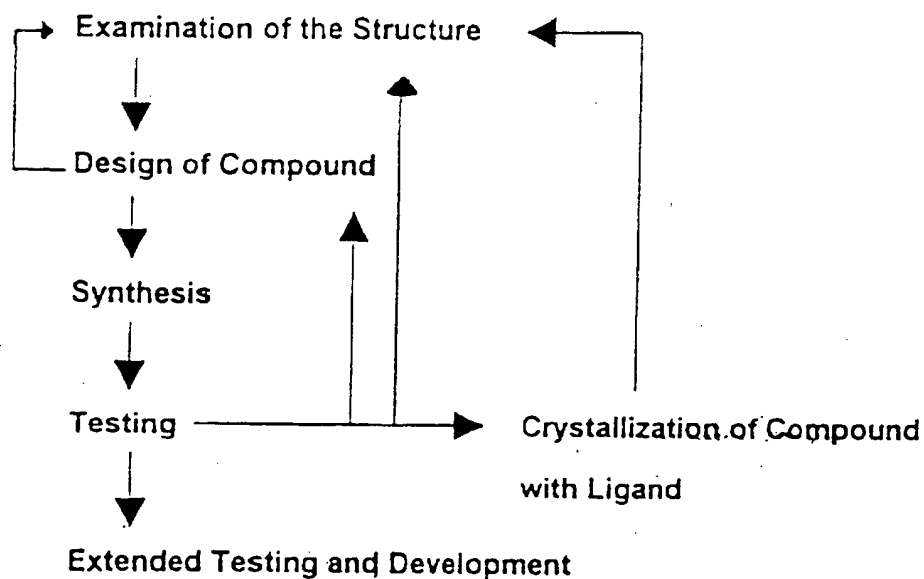 Examination of the Structure
Design of Compound
Synthesis
Testing
Crystallization of Compound
with Ligand
Extended Testing and Development